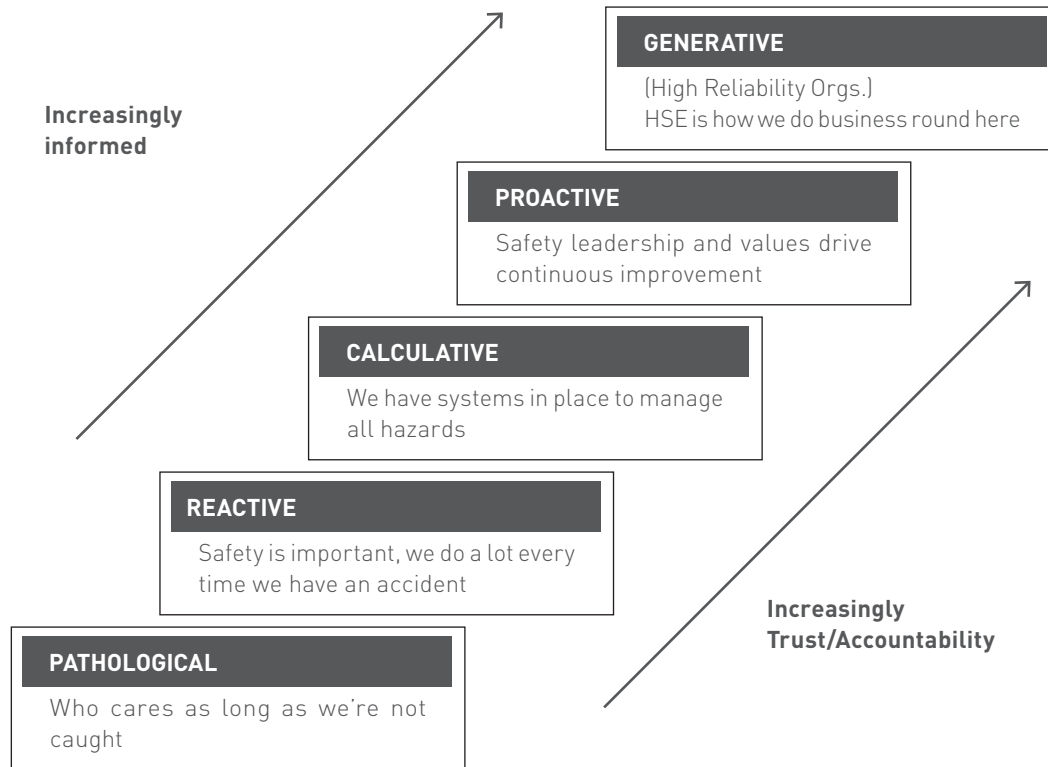 GENERATIVE
(High Reliability Orgs.)
HSE is how we do business round here
Increasingly
informed
PROACTIVE
Safety leadership and values drive
continuous improvement
CALCULATIVE
We have systems in place to manage
all hazards
REACTIVE
Safety is important, we do a lot every
time we have an accident
Increasingly
Trust/Accountability
PATHOLOGICAL
Who cares as long as we're not
caught